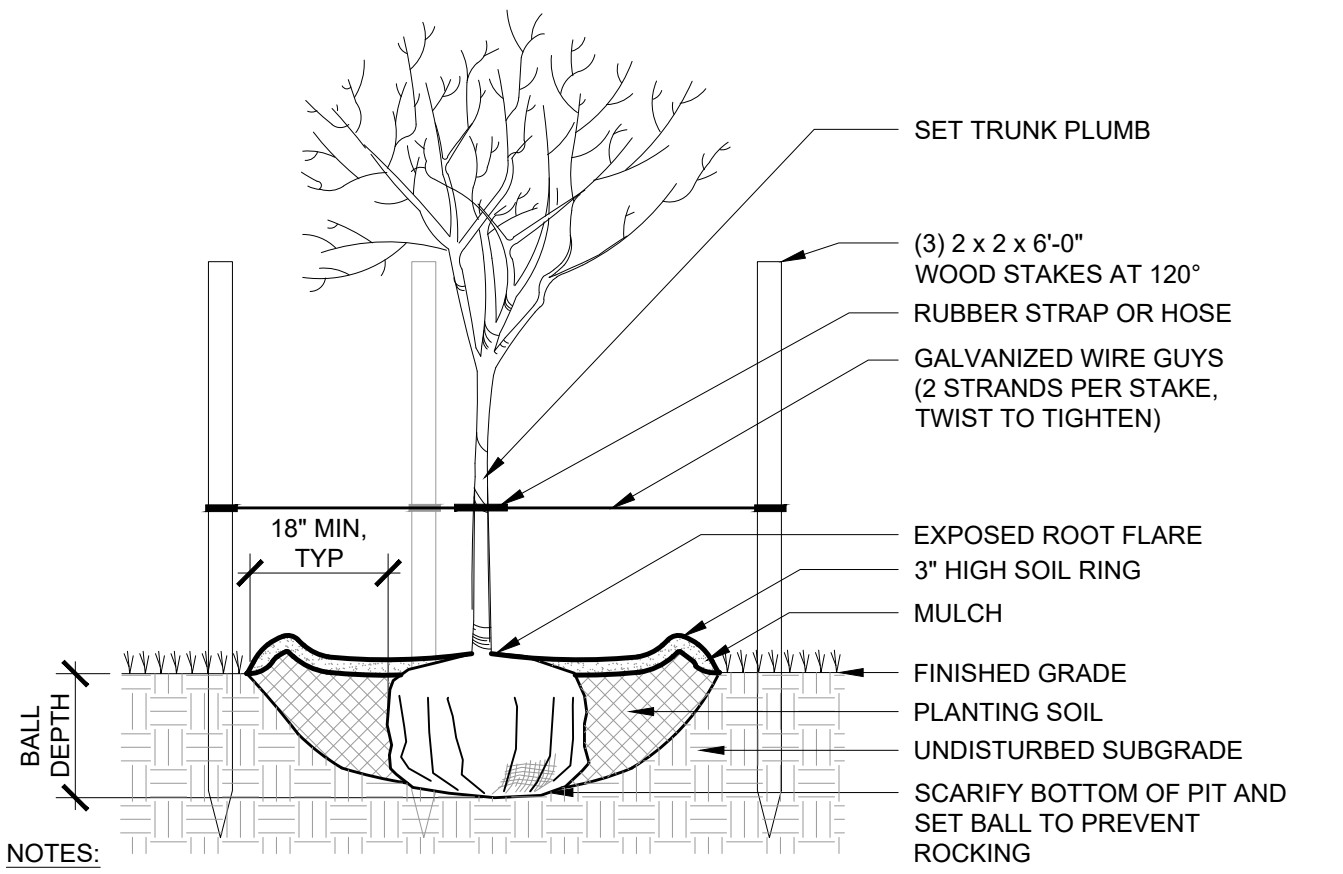 SET TRUNK PLUMB
(3) 2 x 2 x 6'-0"
WOOD STAKES AT 120°
RUBBER STRAP OR HOSE
GALVANIZED WIRE GUYS
(2 STRANDS PER STAKE,
TWIST TO TIGHTEN)
18" MIN,
TYP
EXPOSED ROOT FLARE
3" HIGH SOIL RING
MULCH
FINISHED GRADE
PLANTING SOIL
UNDISTURBED SUBGRADE
SCARIFY BOTTOM OF PIT AND
SET BALL TO PREVENT
ROCKING
BALL
DEPTH
NOTES: